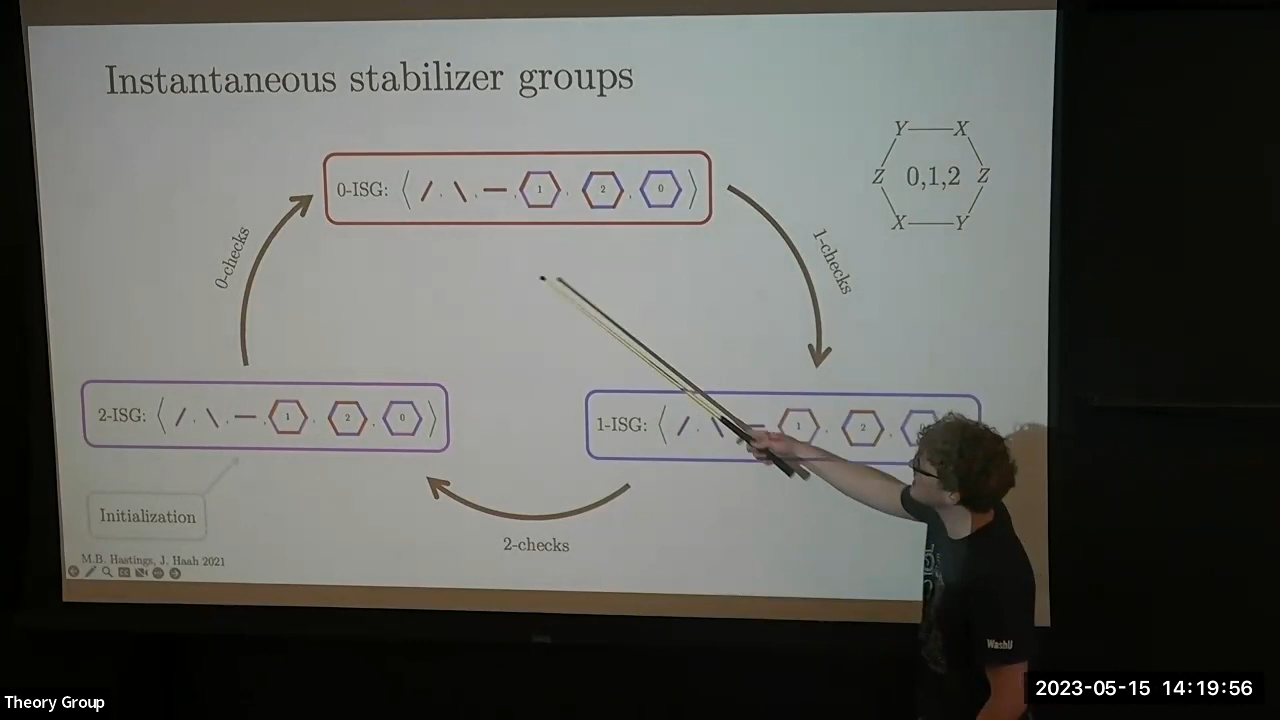 Instantaneous stabilizer groups
0-ISG: ⟨ / , \ , — , 1 , 2 , 0 ⟩
Y—X
Z 0,1,2 Z
X—Y
0-checks
1-checks
2-ISG: ⟨ / , \ , — , 1 , 2 , 0 ⟩
1-ISG: ⟨ / , \ , — , 1 , 2 ,
Initialization
2-checks
M.B. Hastings, J. Haah 2021
WashU
Theory Group
2023-05-15 14:19:56